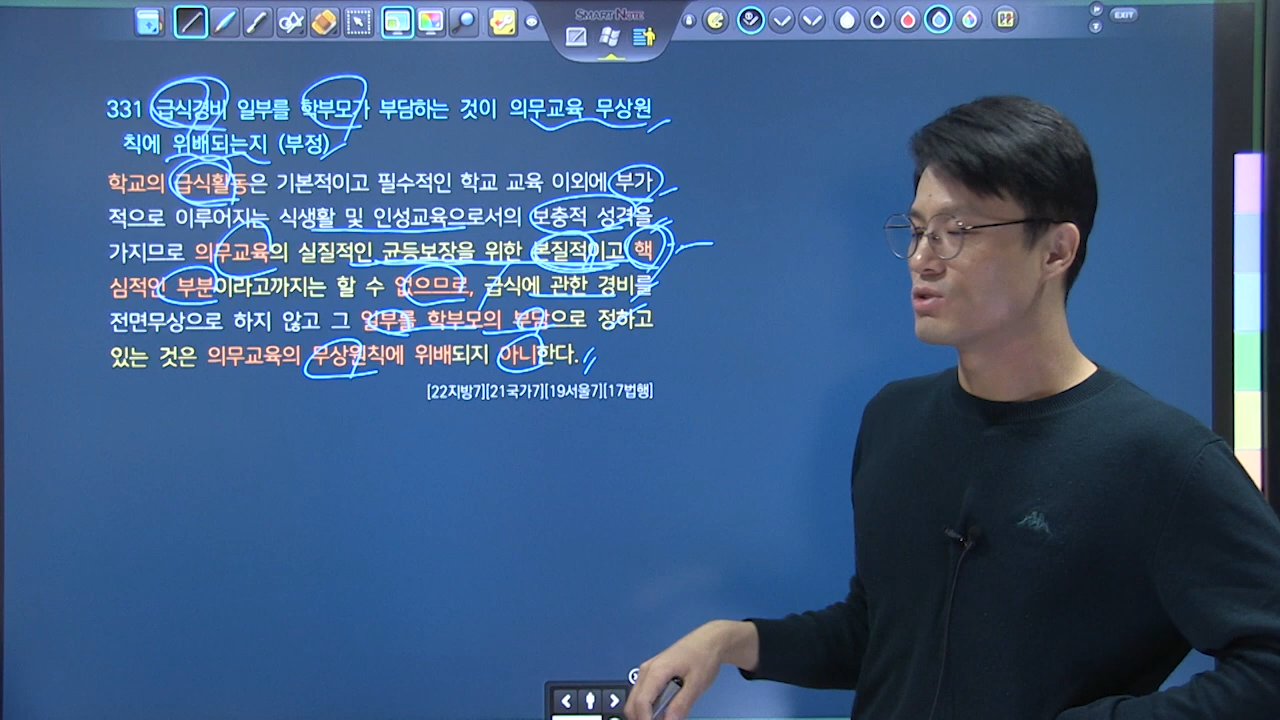 SMARTNOTE
EXIT
331 급식경비 일부를 학부모가 부담하는 것이 의무교육 무상원
칙에 위배되는지 (부정)
학교의 급식활동은 기본적이고 필수적인 학교 교육 이외에 부가
적으로 이루어지는 식생활 및 인성교육으로서의 보충적 성격을
가지므로 의무교육의 실질적인 균등보장을 위한 본질적이고 핵
심적인 부분이라고까지는 할 수 없으므로, 급식에 관한 경비를
전면무상으로 하지 않고 그 일부를 학부모의 부담으로 정하고
있는 것은 의무교육의 무상원칙에 위배되지 아니한다.
[22지방7][21국가7][19서울7][17법행]